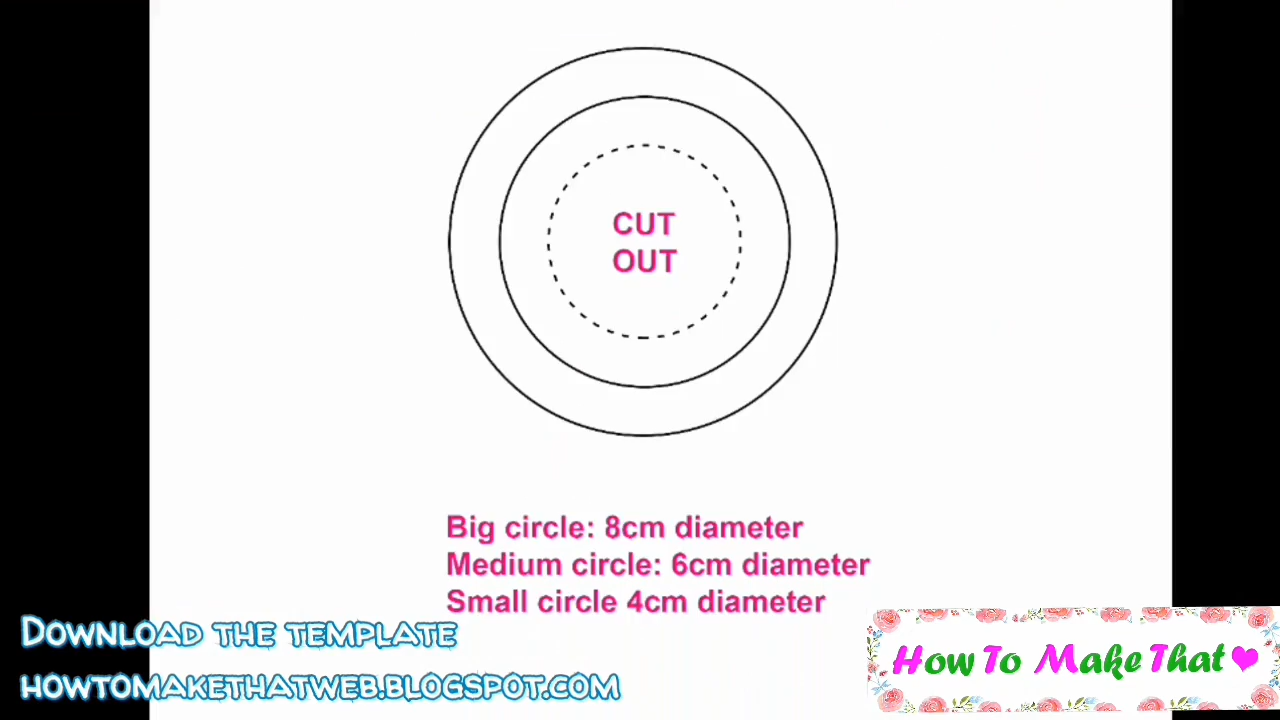 CUT
OUT
Big circle: 8cm diameter
Medium circle: 6cm diameter
Small circle 4cm diameter
DOWNLOAD THE TEMPLATE
HOWTOMAKETHATWEB.BLOGSPOT.COM
How To Make That